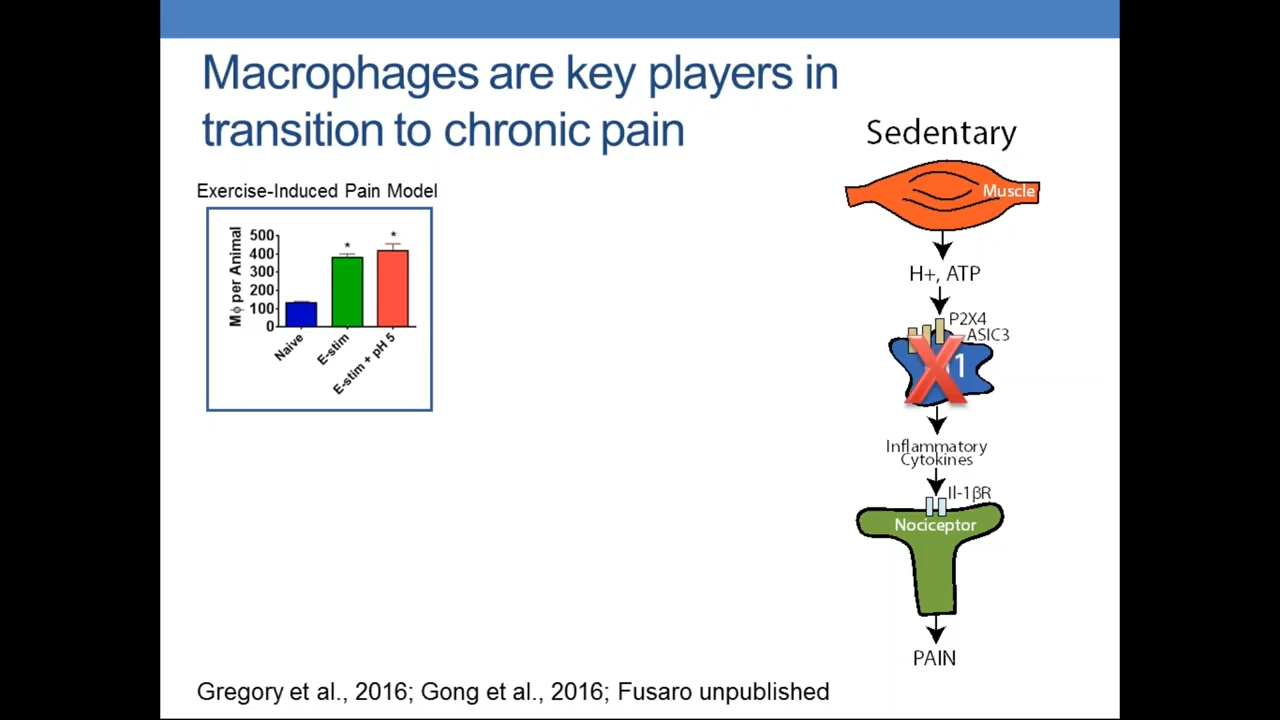 Macrophages are key players in
transition to chronic pain
Exercise-Induced Pain Model
500
400
300
200
100
0
Mϕ per Animal
*
*
Naive
E-stim
E-stim + pH 5
Sedentary
Muscle
H+, ATP
P2X4
ASIC3
1
Inflammatory
Cytokines
Il-1βR
Nociceptor
PAIN
Gregory et al., 2016; Gong et al., 2016; Fusaro unpublished